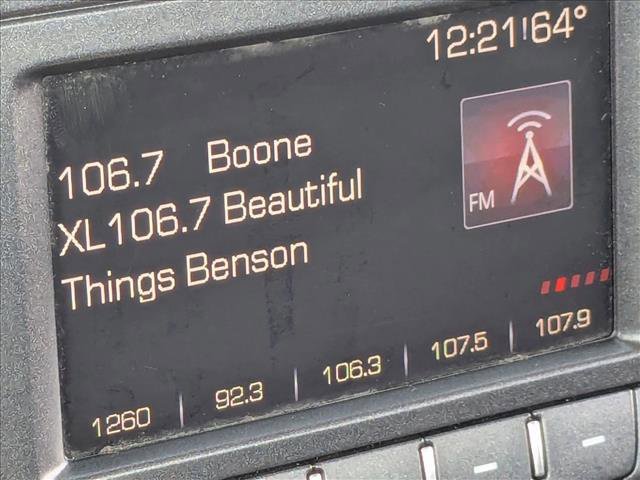 12:21 64°
106.7 Boone
XL106.7 Beautiful
Things Benson
FM
1260 92.3 106.3 107.5 107.9